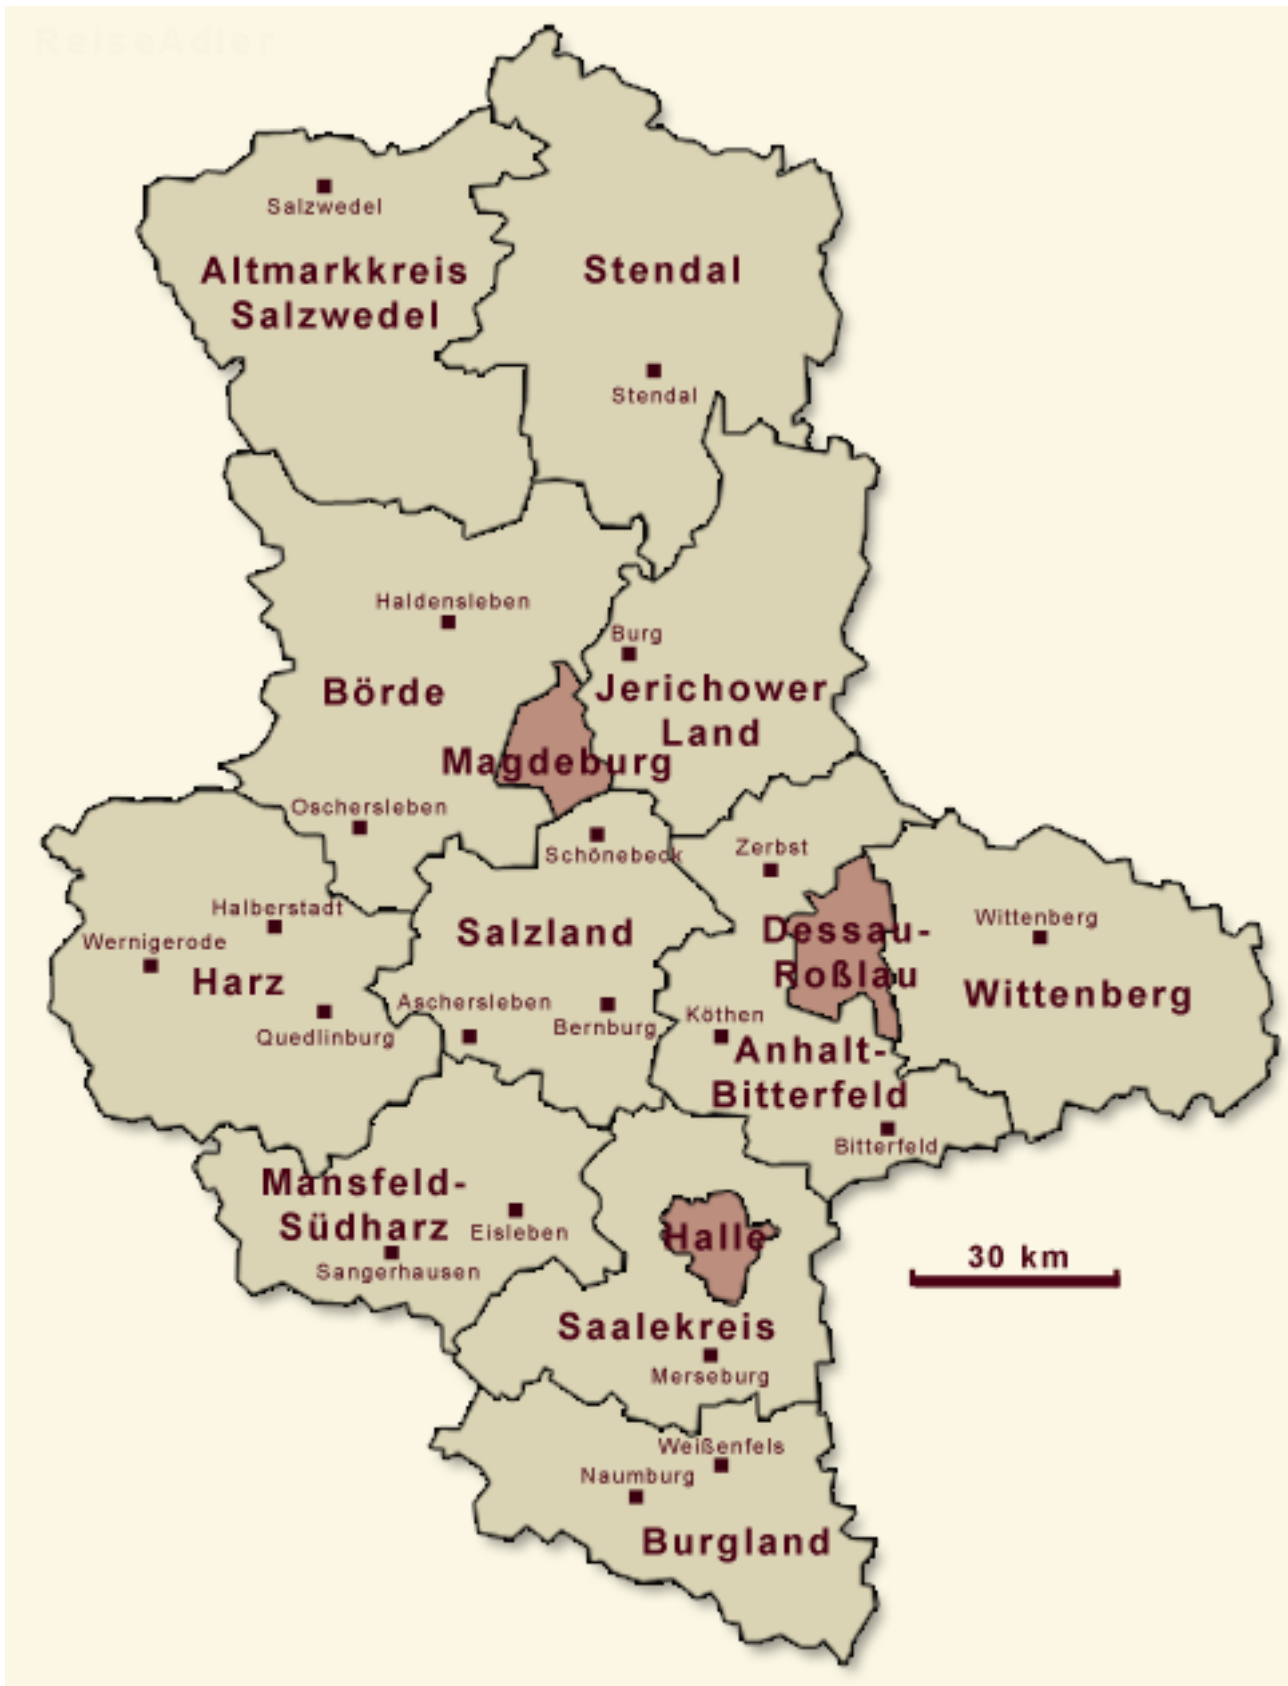 ReiseAdler
Salzwedel
Altmarkkreis
Salzwedel
Stendal
Stendal
Haldensleben
Burg
Börde
Jerichower
Land
Magdeburg
Oschersleben
Schönebeck
Zerbst
Halberstadt
Wernigerode
Harz
Quedlinburg
Salzland
Aschersleben
Bernburg
Dessau-
Roßlau
Wittenberg
Wittenberg
Köthen
Anhalt-
Bitterfeld
Bitterfeld
Mansfeld-
Südharz
Eisleben
Sangerhausen
Halle
30 km
Saalekreis
Merseburg
Weißenfels
Naumburg
Burgland